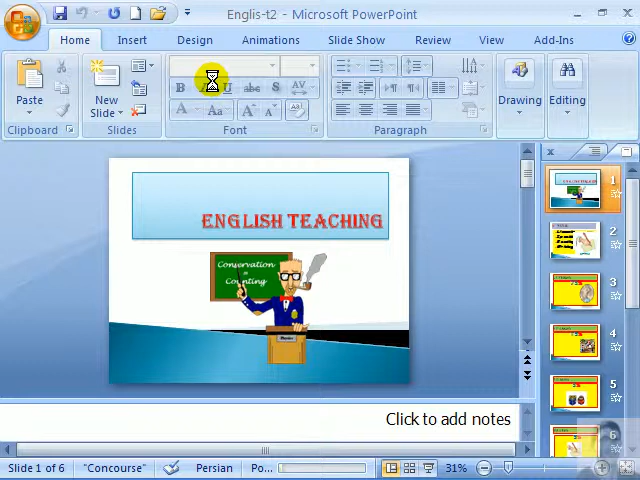 Englis-t2 - Microsoft PowerPoint
Home Insert Design Animations Slide Show Review View Add-Ins
Paste
New
Slide
Drawing
Editing
Clipboard Slides Font Paragraph
ENGLISH TEACHING
Conservation
=
Counting
1
2
3
4
5
6
Click to add notes
Slide 1 of 6 "Concourse" Persian Po... 31%